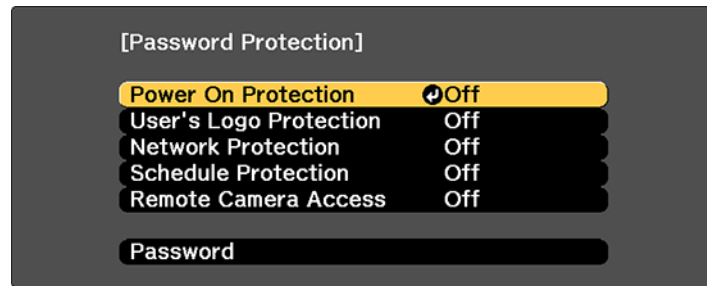 [Password Protection]
Power On Protection Off
User's Logo Protection Off
Network Protection Off
Schedule Protection Off
Remote Camera Access Off
Password